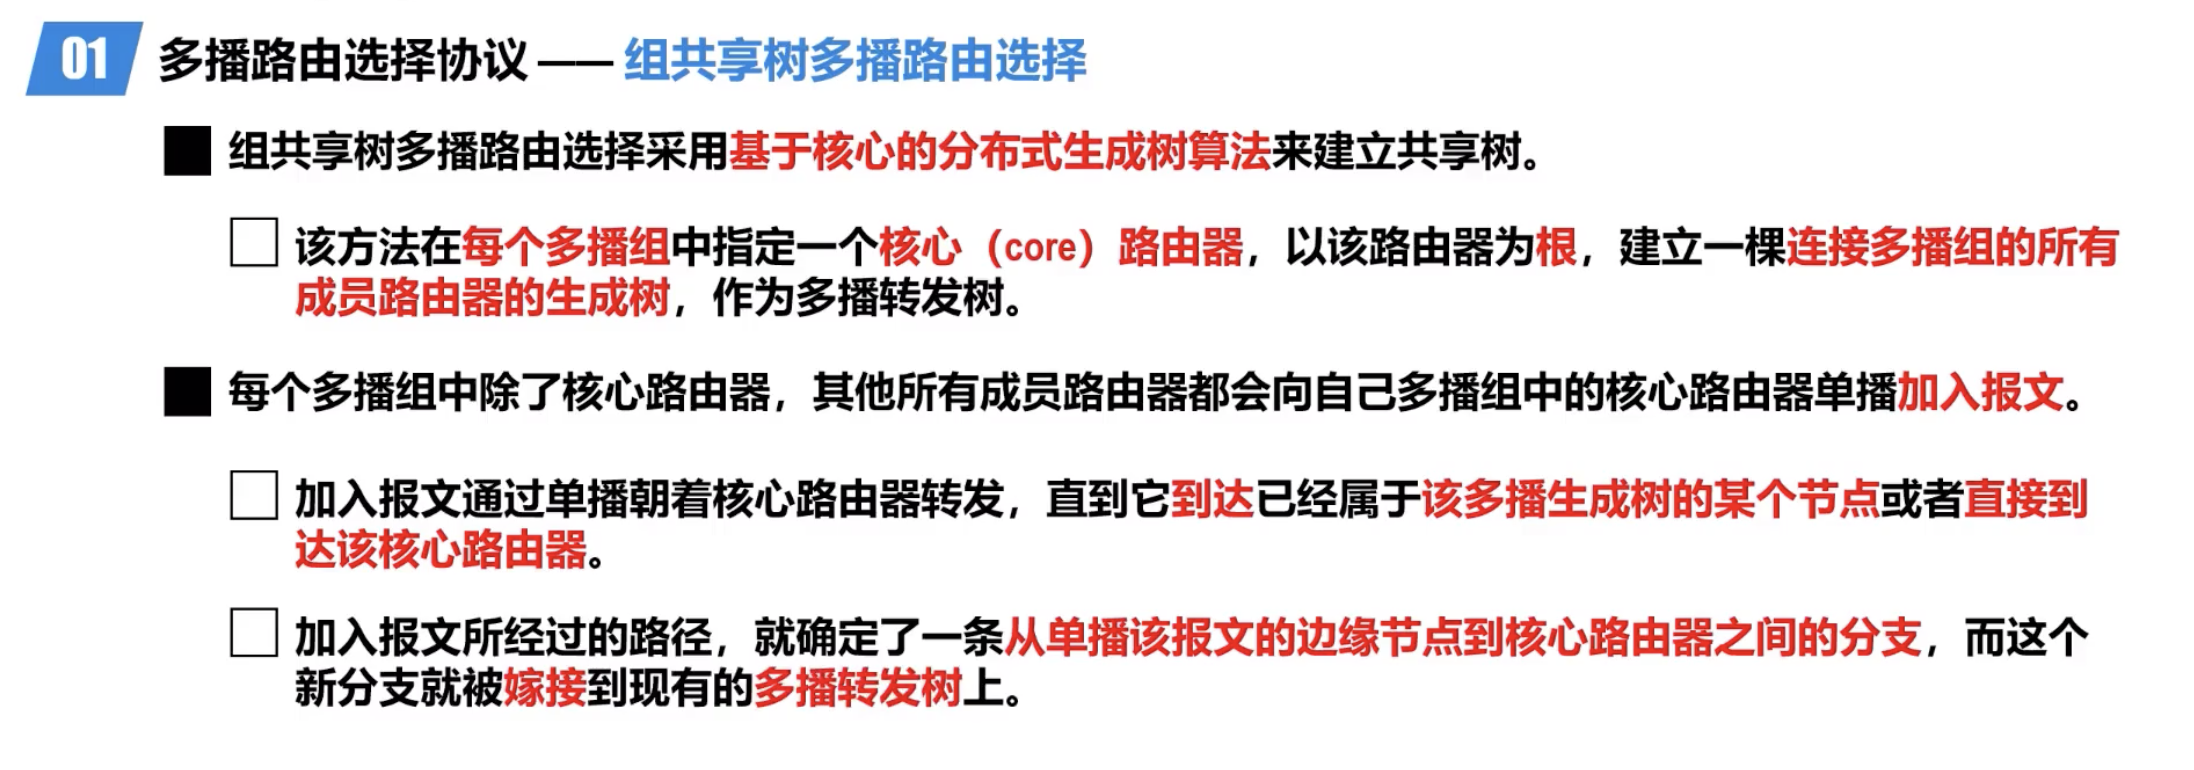 01 多播路由选择协议 —— 组共享树多播路由选择
组共享树多播路由选择采用基于核心的分布式生成树算法来建立共享树。
该方法在每个多播组中指定一个核心（core）路由器，以该路由器为根，建立一棵连接多播组的所有
成员路由器的生成树，作为多播转发树。
每个多播组中除了核心路由器，其他所有成员路由器都会向自己多播组中的核心路由器单播加入报文。
加入报文通过单播朝着核心路由器转发，直到它到达已经属于该多播生成树的某个节点或者直接到
达该核心路由器。
加入报文所经过的路径，就确定了一条从单播该报文的边缘节点到核心路由器之间的分支，而这个
新分支就被嫁接到现有的多播转发树上。